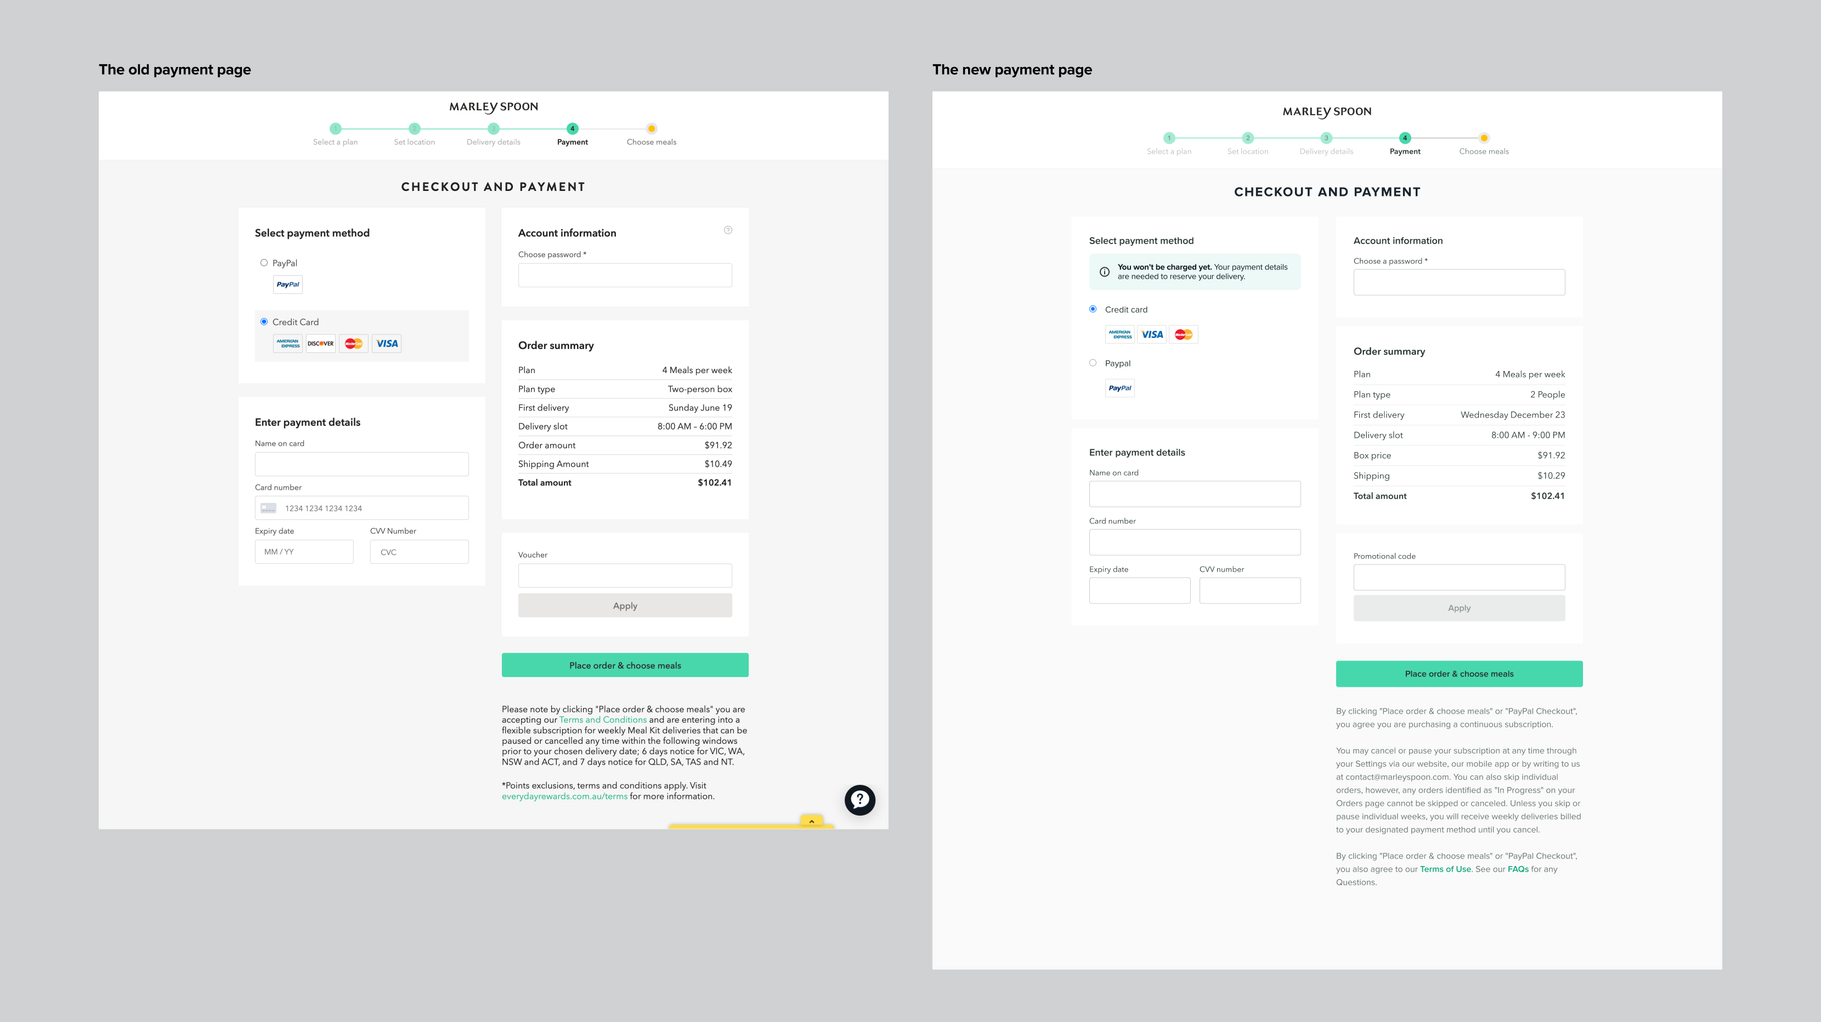 The old payment page
MARLEY SPOON
4
Select a plan
Set location
Delivery details
Payment
Choose meals
CHECKOUT AND PAYMENT
Select payment method
PayPal
PayPal
Credit Card
AMERICAN EXPRESS
DISCOVER
VISA
Enter payment details
Name on card
Card number
1234 1234 1234 1234
Expiry date
CVV Number
MM / YY
CVC
Account information
?
Choose password *
Order summary
Plan 4 Meals per week
Plan type Two-person box
First delivery Sunday June 19
Delivery slot 8:00 AM – 6:00 PM
Order amount $91.92
Shipping Amount $10.49
Total amount $102.41
Voucher
Apply
Place order & choose meals
Please note by clicking "Place order & choose meals" you are
accepting our Terms and Conditions and are entering into a
flexible subscription for weekly Meal Kit deliveries that can be
paused or cancelled any time within the following windows
prior to your chosen delivery date; 6 days notice for VIC, WA,
NSW and ACT, and 7 days notice for QLD, SA, TAS and NT.
*Points exclusions, terms and conditions apply. Visit
everydayrewards.com.au/terms for more information.
?
The new payment page
MARLEY SPOON
1
2
3
4
Select a plan
Set location
Delivery details
Payment
Choose meals
CHECKOUT AND PAYMENT
Select payment method
You won't be charged yet. Your payment details
are needed to reserve your delivery.
Credit card
AMERICAN EXPRESS
VISA
Paypal
PayPal
Enter payment details
Name on card
Card number
Expiry date
CVV number
Account information
Choose a password *
Order summary
Plan 4 Meals per week
Plan type 2 People
First delivery Wednesday December 23
Delivery slot 8:00 AM - 9:00 PM
Box price $91.92
Shipping $10.29
Total amount $102.41
Promotional code
Apply
Place order & choose meals
By clicking "Place order & choose meals" or "PayPal Checkout",
you agree you are purchasing a continuous subscription.
You may cancel or pause your subscription at any time through
your Settings via our website, our mobile app or by writing to us
at contact@marleyspoon.com. You can also skip individual
orders, however, any orders identified as "In Progress" on your
Orders page cannot be skipped or canceled. Unless you skip or
pause individual weeks, you will receive weekly deliveries billed
to your designated payment method until you cancel.
By clicking "Place order & choose meals" or "PayPal Checkout",
you also agree to our Terms of Use. See our FAQs for any
Questions.